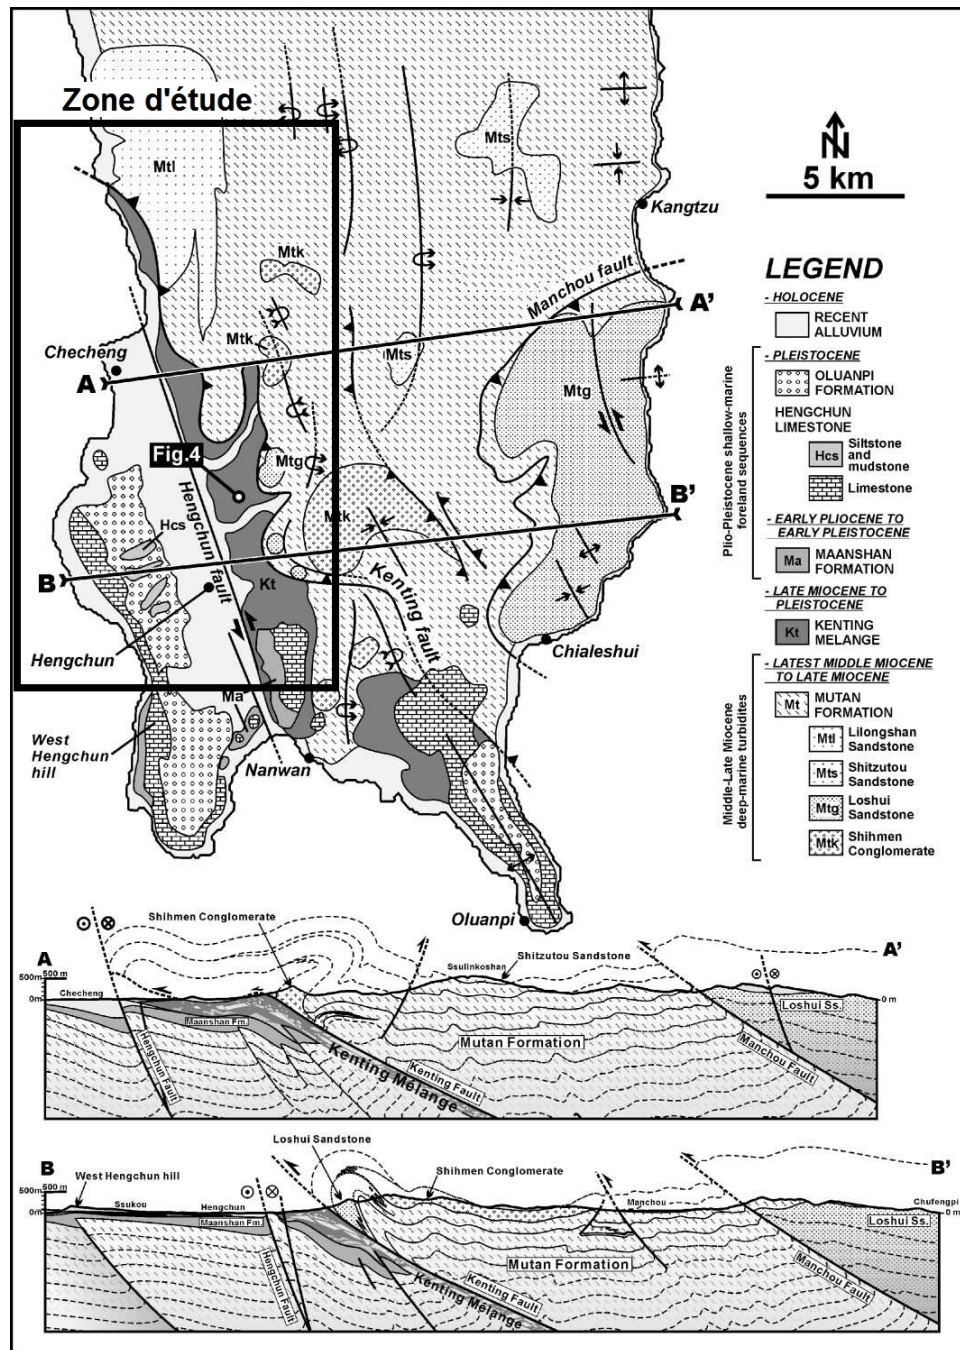 Zone d'étude
Mtl
Mts
N
5 km
Kangtzu
Mtk
Manchou fault
A'
Mtk
Mts
Checheng
A
Mtg
Fig.4
Mtg
Hengchun fault
Mtk
B'
Hcs
B
Kt
Kenting fault
Hengchun
Chialeshui
Ma
West
Hengchun
hill
Nanwan
Oluanpi
LEGEND
- HOLOCENE
RECENT
ALLUVIUM
- PLEISTOCENE
OLUANPI
FORMATION
HENGCHUN
LIMESTONE
Hcs
Siltstone
and
mudstone
Limestone
- EARLY PLIOCENE TO
EARLY PLEISTOCENE
Ma
MAANSHAN
FORMATION
Plio-Pleistocene shallow-marine
foreland sequences
- LATE MIOCENE TO
PLEISTOCENE
Kt
KENTING
MELANGE
- LATEST MIDDLE MIOCENE
TO LATE MIOCENE
Mt
MUTAN
FORMATION
Mtl
Lilongshan
Sandstone
Mts
Shitzutou
Sandstone
Mtg
Loshui
Sandstone
Mtk
Shihmen
Conglomerate
Middle-Late Miocene
deep-marine turbidites
Shihmen Conglomerate
A
A'
Ssulinkoshan
Shitzutou Sandstone
500m
500 m
0m
Checheng
0 m
Loshui Ss.
Maanshan Fm.
Hengchun Fault
Mutan Formation
Kenting Mélange
Kenting Fault
Manchou Fault
Loshui Sandstone
B
B'
West Hengchun hill
Shihmen Conglomerate
500m
500 m
0m
Ssukou
Hengchun
Manchou
Chufengpi
0 m
Maanshan Fm.
Loshui Ss.
Hengchun Fault
Mutan Formation
Kenting Mélange
Kenting Fault
Manchou Fault